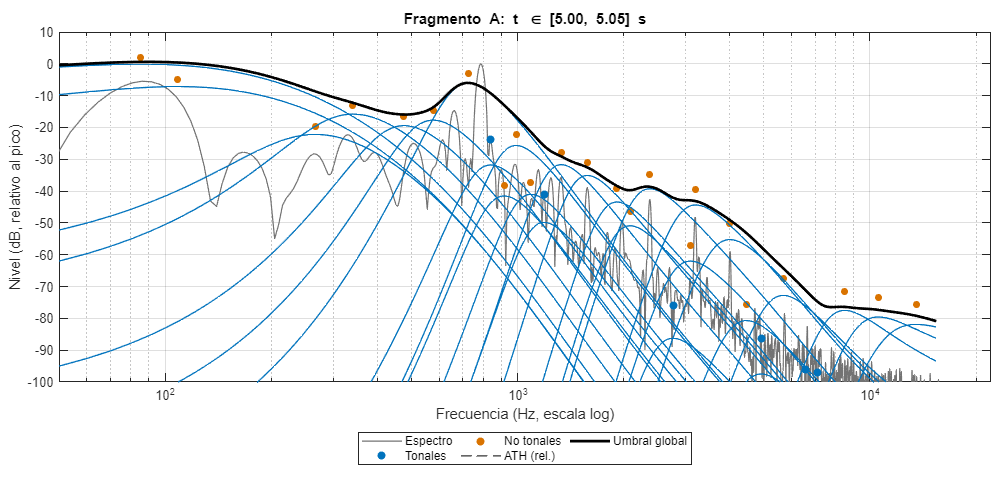 Fragmento A: t ∈ [5.00, 5.05] s
Nivel (dB, relativo al pico)
10
0
-10
-20
-30
-40
-50
-60
-70
-80
-90
-100
10² 10³ 10⁴
Frecuencia (Hz, escala log)
Espectro No tonales Umbral global
Tonales ATH (rel.)